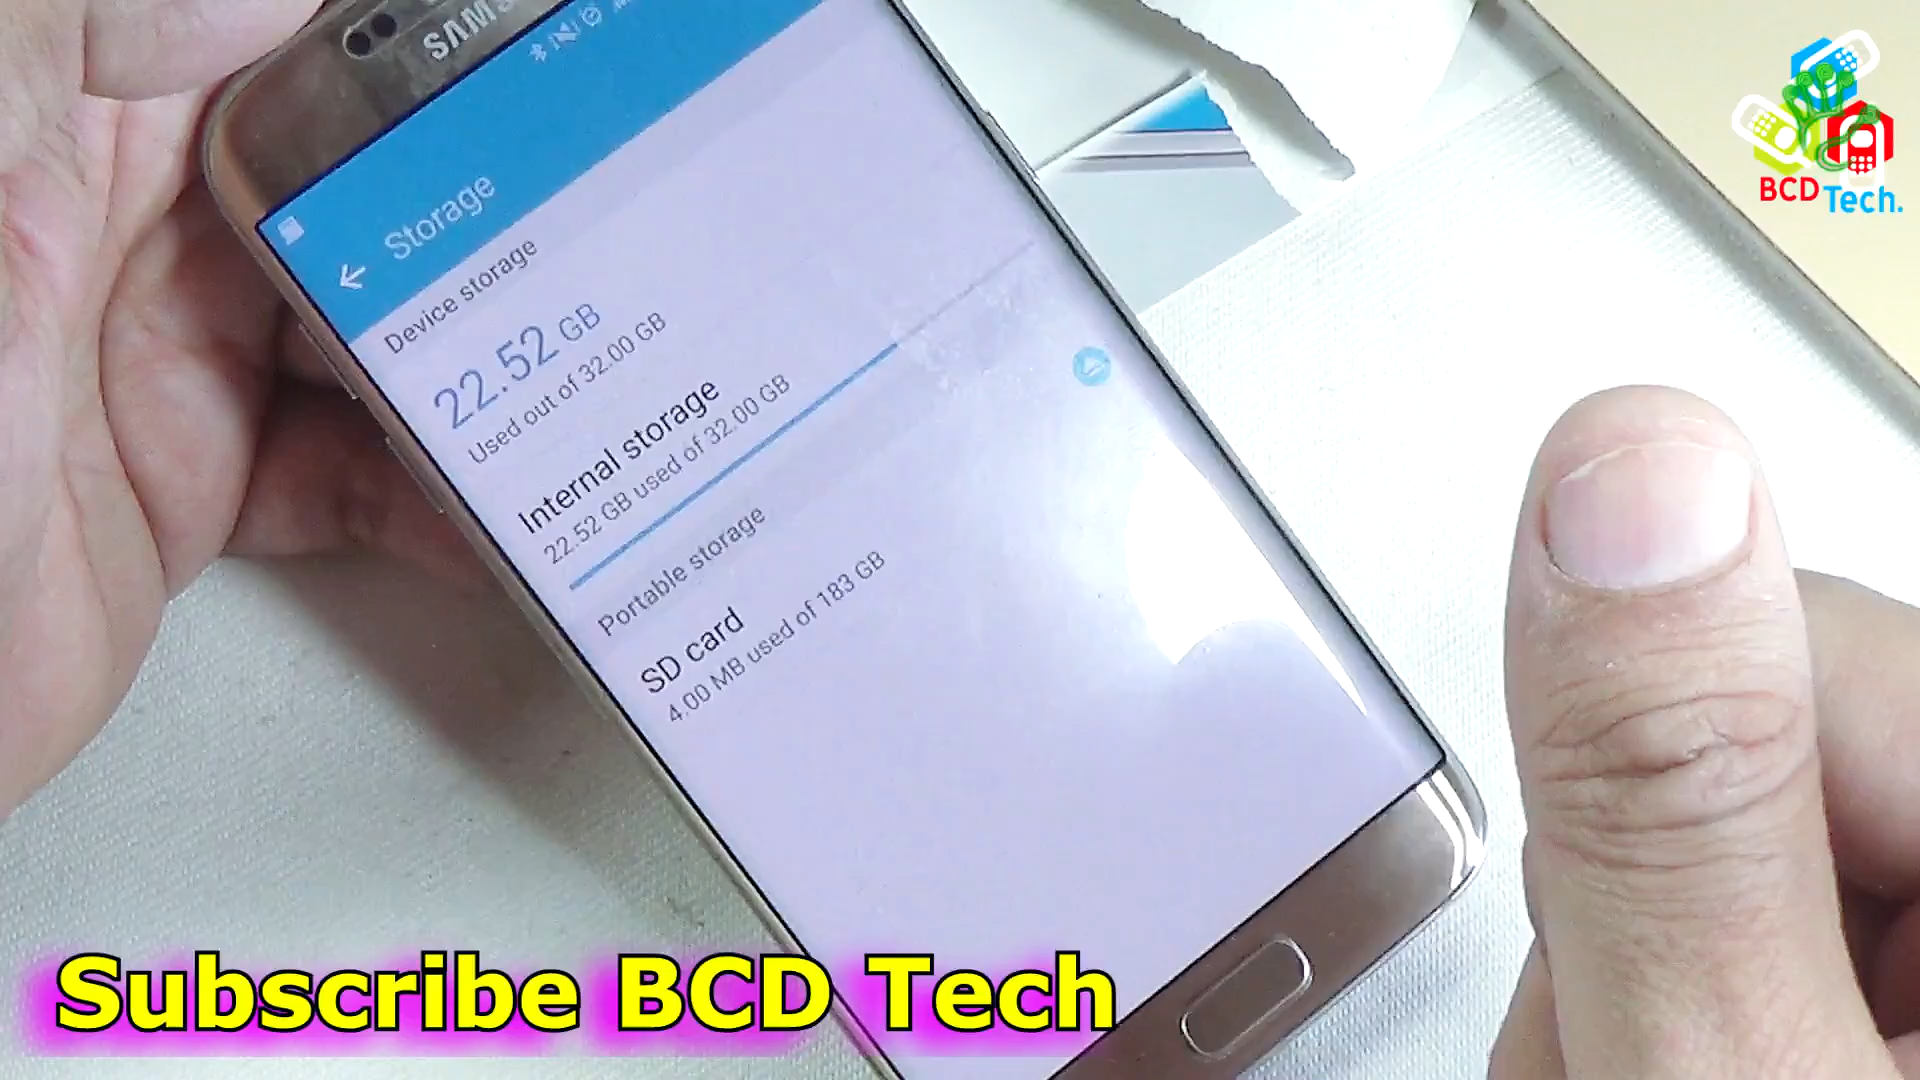 SAMS
Storage
Device storage
22.52 GB
Used out of 32.00 GB
Internal storage
22.52 GB used of 32.00 GB
Portable storage
SD card
4.00 MB used of 183 GB
BCD Tech.
Subscribe BCD Tech